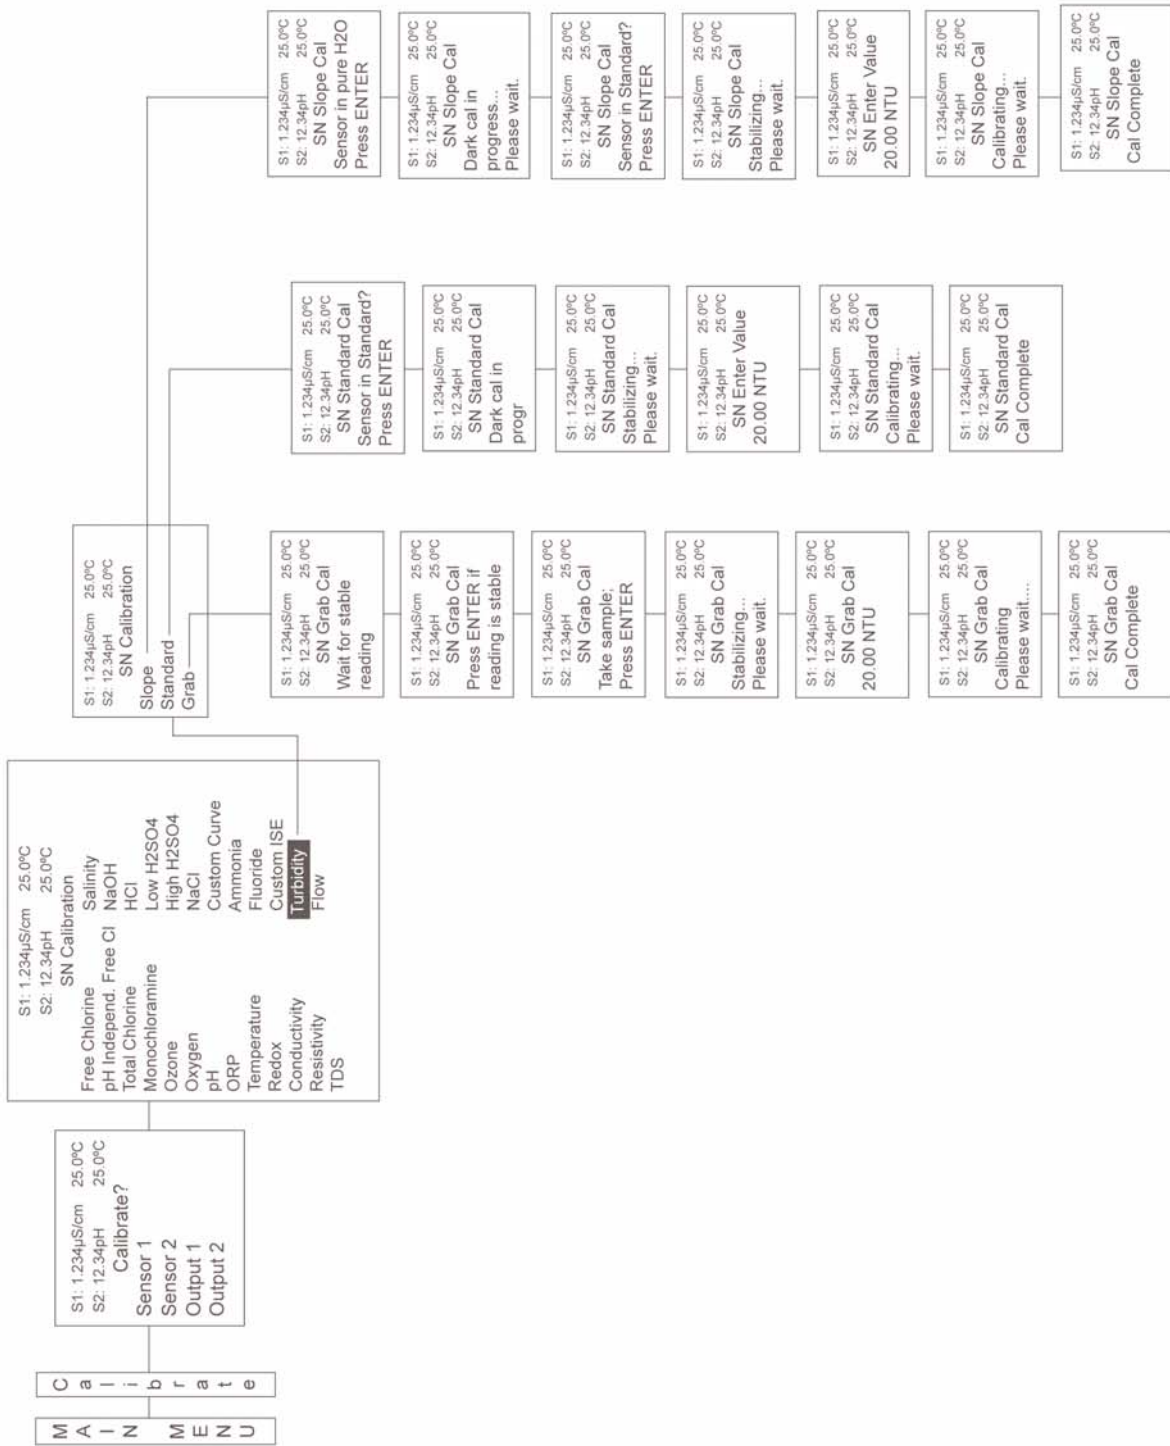 MAIN MENU
Calibrate
S1: 1.234µS/cm 25.0ºC
S2: 12.34pH 25.0ºC
Calibrate?
Sensor 1
Sensor 2
Output 1
Output 2
S1: 1.234µS/cm 25.0ºC
S2: 12.34pH 25.0ºC
SN Calibration
Free Chlorine Salinity
pH Independ. Free Cl NaOH
Total Chlorine HCl
Monochloramine Low H2SO4
Ozone High H2SO4
Oxygen NaCl
pH Custom Curve
ORP Ammonia
Temperature Fluoride
Redox Custom ISE
Conductivity Turbidity
Resistivity Flow
TDS
S1: 1.234µS/cm 25.0ºC
S2: 12.34pH 25.0ºC
SN Calibration
Slope
Standard
Grab
S1: 1.234µS/cm 25.0ºC
S2: 12.34pH 25.0ºC
SN Slope Cal
Sensor in pure H2O
Press ENTER
S1: 1.234µS/cm 25.0ºC
S2: 12.34pH 25.0ºC
SN Slope Cal
Dark cal in
progress...
Please wait.
S1: 1.234µS/cm 25.0ºC
S2: 12.34pH 25.0ºC
SN Slope Cal
Sensor in Standard?
Press ENTER
S1: 1.234µS/cm 25.0ºC
S2: 12.34pH 25.0ºC
SN Slope Cal
Stabilizing...
Please wait.
S1: 1.234µS/cm 25.0ºC
S2: 12.34pH 25.0ºC
SN Enter Value
20.00 NTU
S1: 1.234µS/cm 25.0ºC
S2: 12.34pH 25.0ºC
SN Slope Cal
Calibrating...
Please wait.
S1: 1.234µS/cm 25.0ºC
S2: 12.34pH 25.0ºC
SN Slope Cal
Cal Complete
S1: 1.234µS/cm 25.0ºC
S2: 12.34pH 25.0ºC
SN Standard Cal
Sensor in Standard?
Press ENTER
S1: 1.234µS/cm 25.0ºC
S2: 12.34pH 25.0ºC
SN Standard Cal
Dark cal in
progr
S1: 1.234µS/cm 25.0ºC
S2: 12.34pH 25.0ºC
SN Standard Cal
Stabilizing...
Please wait.
S1: 1.234µS/cm 25.0ºC
S2: 12.34pH 25.0ºC
SN Enter Value
20.00 NTU
S1: 1.234µS/cm 25.0ºC
S2: 12.34pH 25.0ºC
SN Standard Cal
Calibrating...
Please wait.
S1: 1.234µS/cm 25.0ºC
S2: 12.34pH 25.0ºC
SN Standard Cal
Cal Complete
S1: 1.234µS/cm 25.0ºC
S2: 12.34pH 25.0ºC
SN Grab Cal
Wait for stable
reading
S1: 1.234µS/cm 25.0ºC
S2: 12.34pH 25.0ºC
SN Grab Cal
Press ENTER if
reading is stable
S1: 1.234µS/cm 25.0ºC
S2: 12.34pH 25.0ºC
SN Grab Cal
Take sample;
Press ENTER
S1: 1.234µS/cm 25.0ºC
S2: 12.34pH 25.0ºC
SN Grab Cal
Stabilizing...
Please wait.
S1: 1.234µS/cm 25.0ºC
S2: 12.34pH 25.0ºC
SN Grab Cal
20.00 NTU
S1: 1.234µS/cm 25.0ºC
S2: 12.34pH 25.0ºC
SN Grab Cal
Calibrating
Please wait....
S1: 1.234µS/cm 25.0ºC
S2: 12.34pH 25.0ºC
SN Grab Cal
Cal Complete